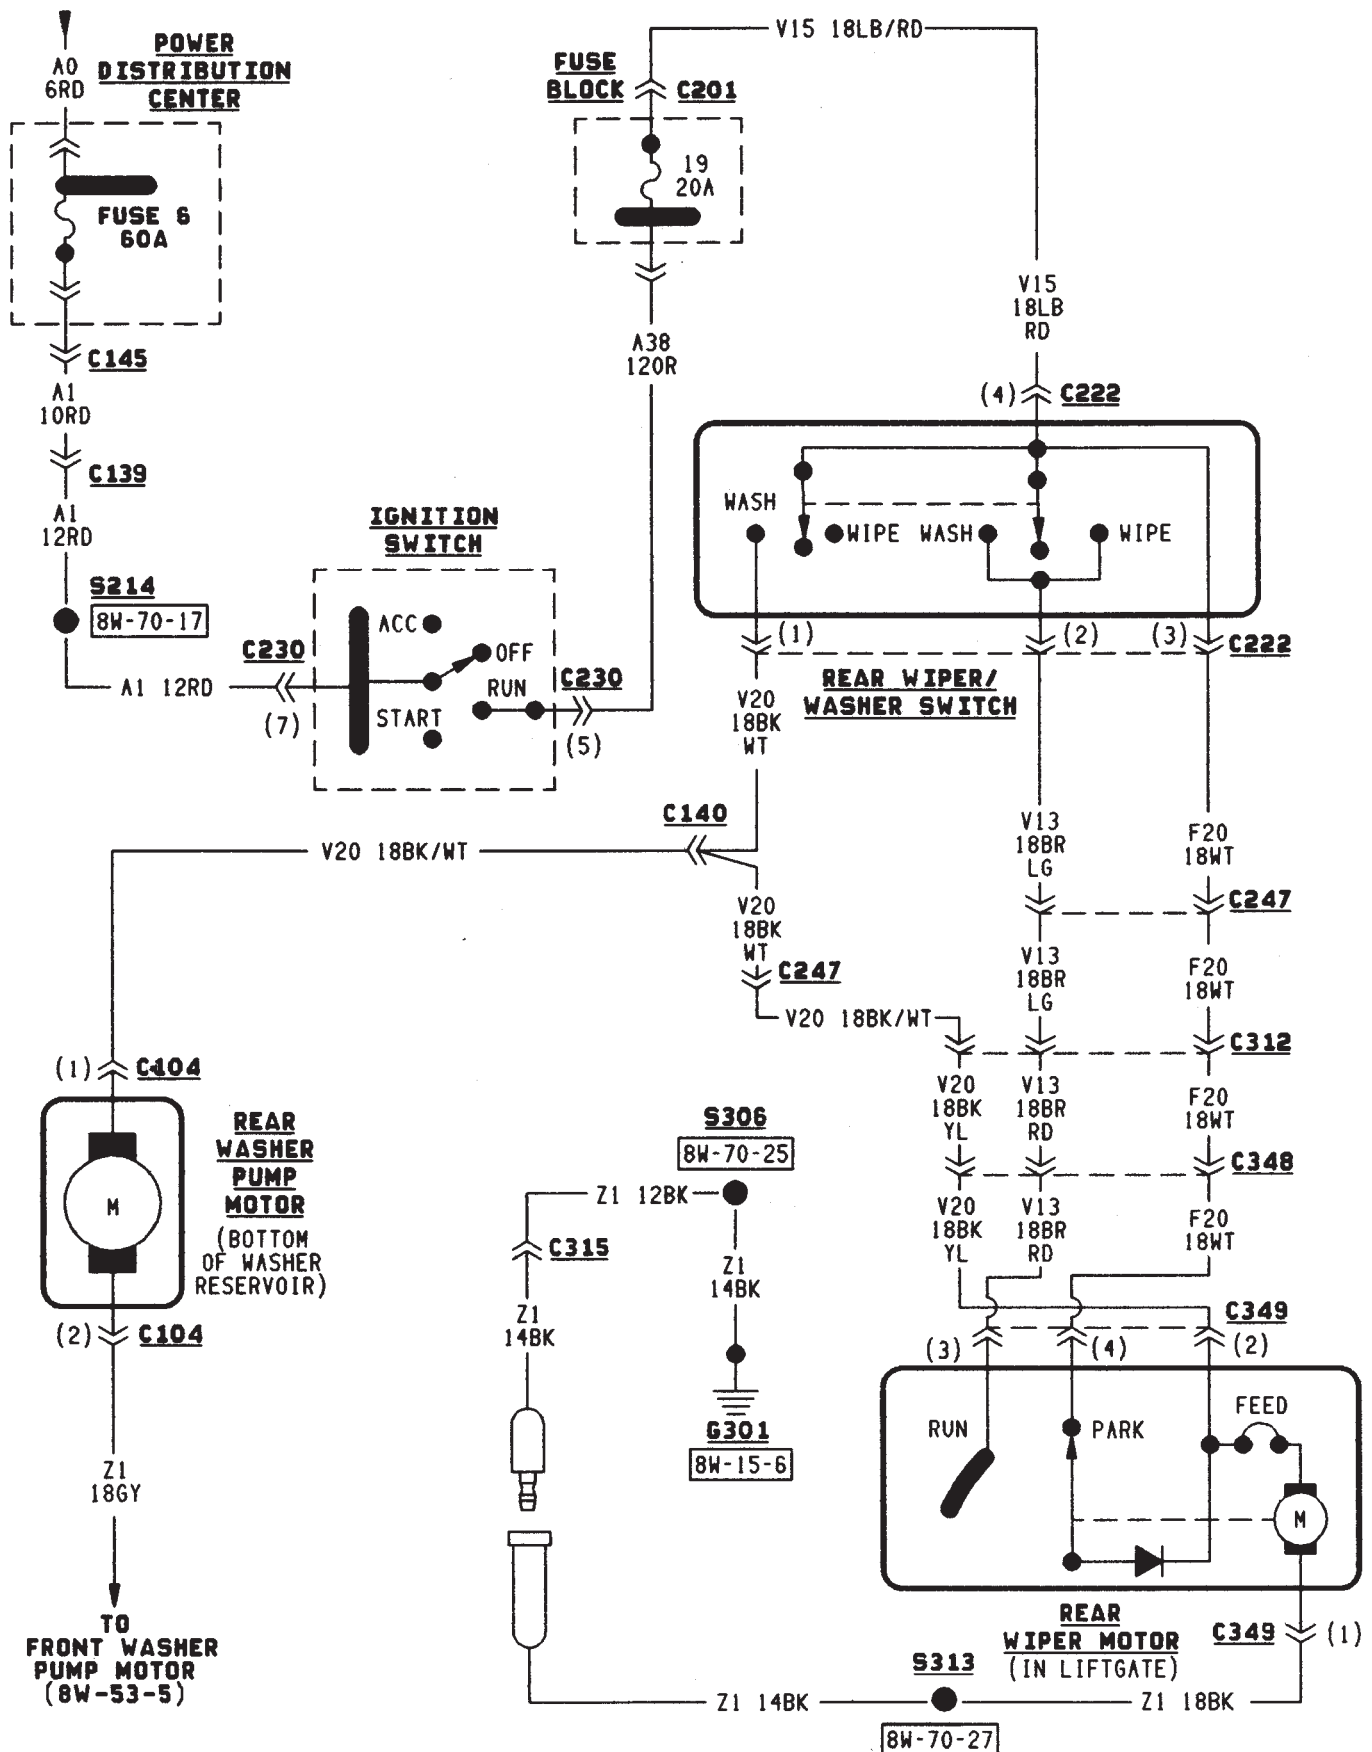 A0
6RD
POWER
DISTRIBUTION
CENTER
FUSE 6
60A
C145
A1
10RD
C139
A1
12RD
S214
8W-70-17
A1 12RD
C230
(7)
IGNITION
SWITCH
ACC
OFF
RUN
START
C230
(5)
FUSE
BLOCK
C201
19
20A
A38
12OR
V15 18LB/RD
V15
18LB
RD
(4)
C222
WASH
WIPE
WASH
WIPE
(1)
(2)
(3)
C222
REAR WIPER/
WASHER SWITCH
V20
18BK
WT
C140
V20 18BK/WT
V20
18BK
WT
C247
V20 18BK/WT
V13
18BR
LG
F20
18WT
C247
V13
18BR
LG
F20
18WT
C312
V20
18BK
YL
V13
18BR
RD
F20
18WT
C348
V20
18BK
YL
V13
18BR
RD
F20
18WT
(1)
C104
M
REAR
WASHER
PUMP
MOTOR
(BOTTOM
OF WASHER
RESERVOIR)
(2)
C104
Z1
18GY
TO
FRONT WASHER
PUMP MOTOR
(8W-53-5)
S306
8W-70-25
Z1 12BK
C315
Z1
14BK
Z1
14BK
G301
8W-15-6
C349
(3)
(4)
(2)
RUN
PARK
FEED
M
REAR
WIPER MOTOR
(IN LIFTGATE)
C349
(1)
S313
Z1 14BK
Z1 18BK
8W-70-27